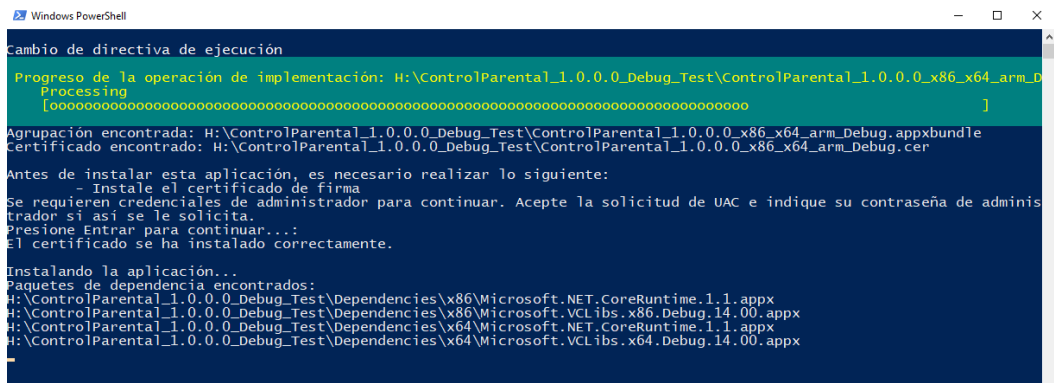 Windows PowerShell
Cambio de directiva de ejecución
Progreso de la operación de implementación: H:\ControlParental_1.0.0.0_Debug_Test\ControlParental_1.0.0.0_x86_x64_arm_D
Processing
[oooooooooooooooooooooooooooooooooooooooooooooooooooooooooooooooooooooooooooooooooo ]
Agrupación encontrada: H:\ControlParental_1.0.0.0_Debug_Test\ControlParental_1.0.0.0_x86_x64_arm_Debug.appxbundle
Certificado encontrado: H:\ControlParental_1.0.0.0_Debug_Test\ControlParental_1.0.0.0_x86_x64_arm_Debug.cer
Antes de instalar esta aplicación, es necesario realizar lo siguiente:
- Instale el certificado de firma
Se requieren credenciales de administrador para continuar. Acepte la solicitud de UAC e indique su contraseña de adminis
trador si así se le solicita.
Presione Entrar para continuar...:
El certificado se ha instalado correctamente.
Instalando la aplicación...
Paquetes de dependencia encontrados:
H:\ControlParental_1.0.0.0_Debug_Test\Dependencies\x86\Microsoft.NET.CoreRuntime.1.1.appx
H:\ControlParental_1.0.0.0_Debug_Test\Dependencies\x86\Microsoft.VCLibs.x86.Debug.14.00.appx
H:\ControlParental_1.0.0.0_Debug_Test\Dependencies\x64\Microsoft.NET.CoreRuntime.1.1.appx
H:\ControlParental_1.0.0.0_Debug_Test\Dependencies\x64\Microsoft.VCLibs.x64.Debug.14.00.appx